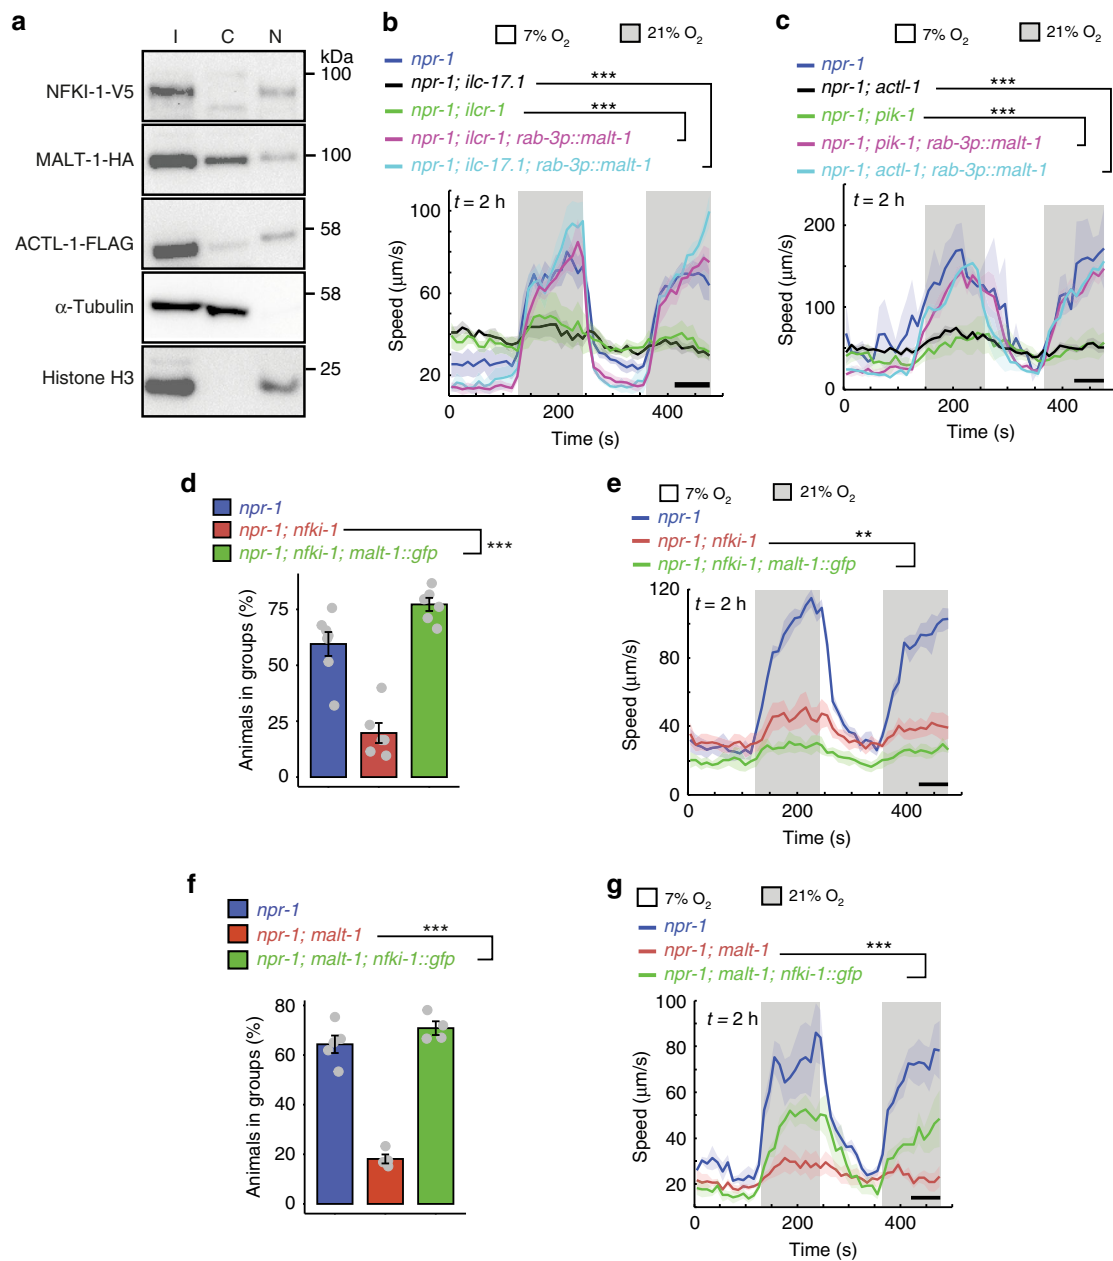 a
I C N
kDa
NFKI-1-V5
100
MALT-1-HA
100
ACTL-1-FLAG
58
α-Tubulin
58
Histone H3
25
b
7% O2 21% O2
npr-1
npr-1; ilc-17.1
***
npr-1; ilcr-1
***
npr-1; ilcr-1; rab-3p::malt-1
npr-1; ilc-17.1; rab-3p::malt-1
t = 2 h
Speed (μm/s)
100
60
20
0 200 400
Time (s)
c
7% O2 21% O2
npr-1
npr-1; actl-1
***
npr-1; pik-1
***
npr-1; pik-1; rab-3p::malt-1
npr-1; actl-1; rab-3p::malt-1
t = 2 h
Speed (μm/s)
200
100
0
0 200 400
Time (s)
d
npr-1
npr-1; nfki-1
npr-1; nfki-1; malt-1::gfp
***
Animals in groups (%)
75
50
25
0
e
7% O2 21% O2
npr-1
npr-1; nfki-1
**
npr-1; nfki-1; malt-1::gfp
t = 2 h
Speed (μm/s)
120
80
40
0
0 200 400
Time (s)
f
npr-1
npr-1; malt-1
***
npr-1; malt-1; nfki-1::gfp
Animals in groups (%)
80
60
40
20
0
g
7% O2 21% O2
npr-1
npr-1; malt-1
***
npr-1; malt-1; nfki-1::gfp
t = 2 h
Speed (μm/s)
100
80
60
40
20
0 200 400
Time (s)